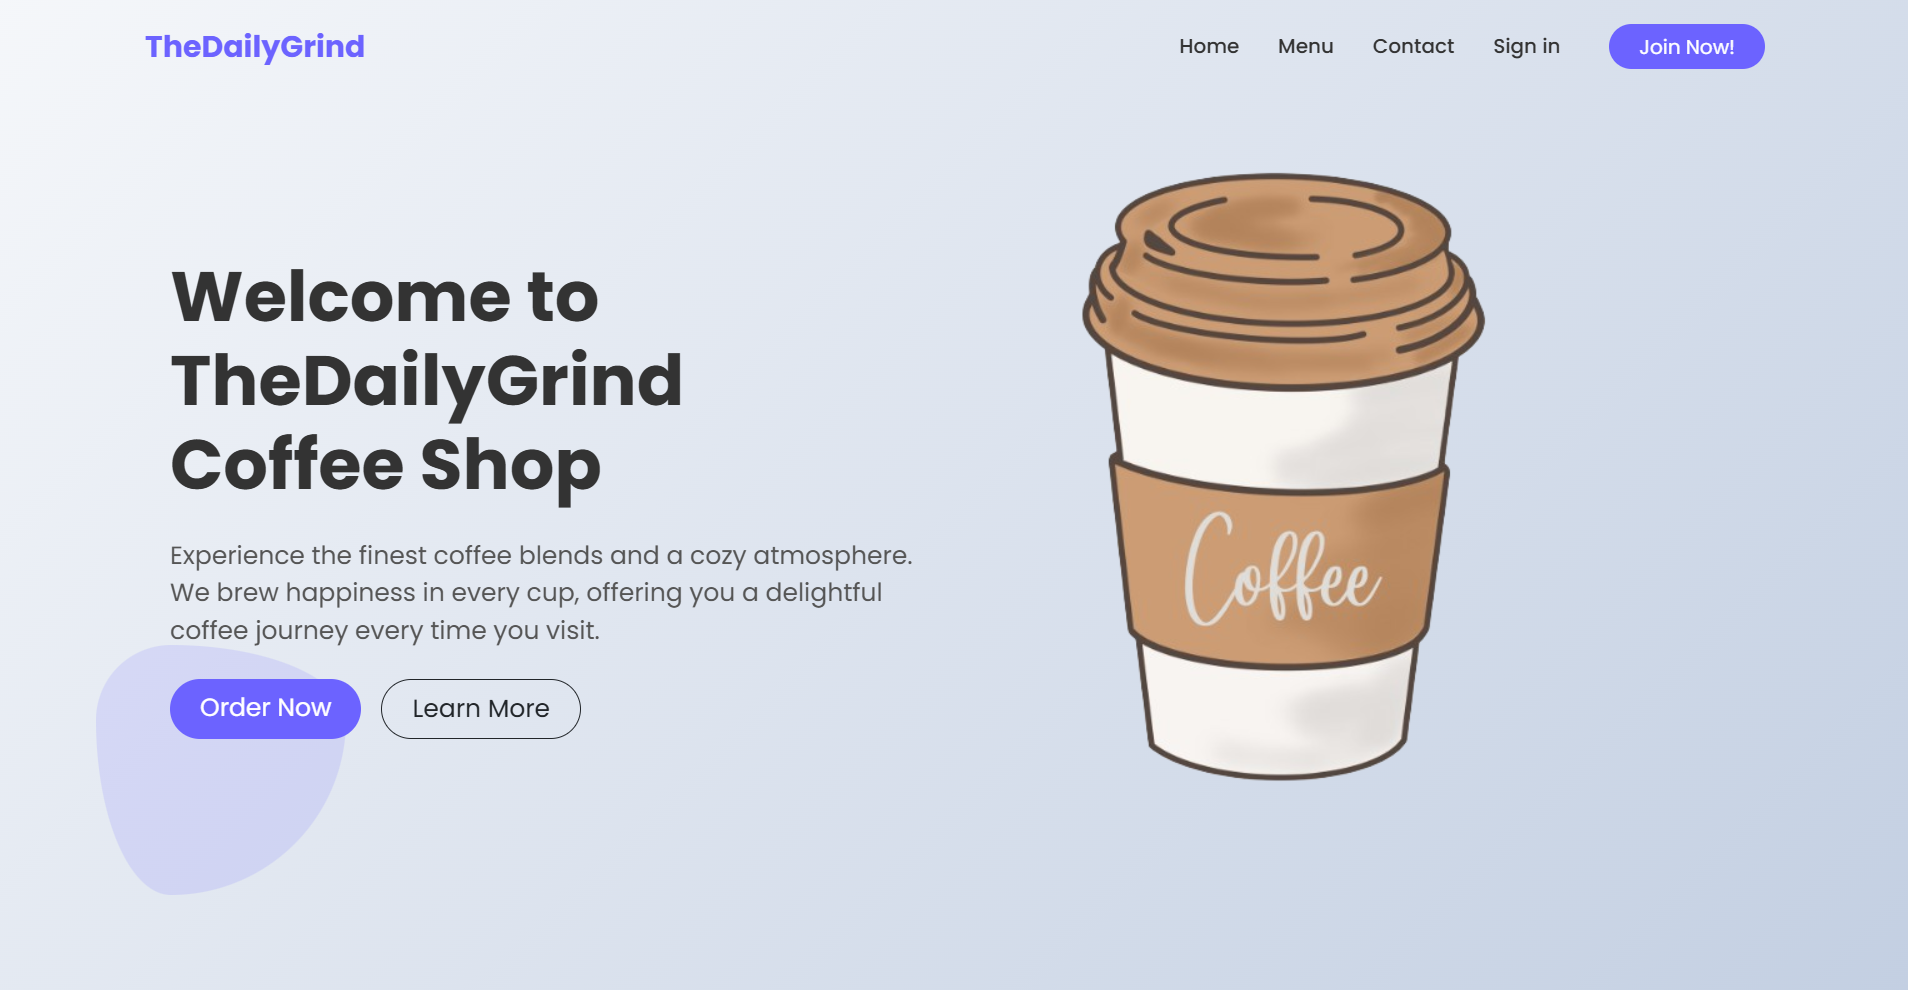 TheDailyGrind
Home Menu Contact Sign in Join Now!
Welcome to
TheDailyGrind
Coffee Shop
Experience the finest coffee blends and a cozy atmosphere.
We brew happiness in every cup, offering you a delightful
coffee journey every time you visit.
Order Now Learn More
Coffee